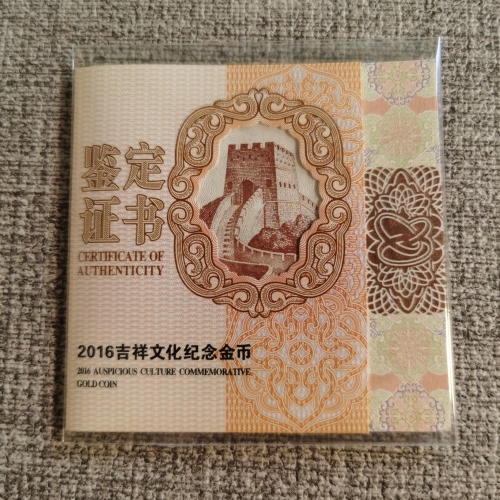 鉴定
证书
CERTIFICATE OF
AUTHENTICITY
2016吉祥文化纪念金币
2016 AUSPICIOUS CULTURE COMMEMORATIVE
GOLD COIN